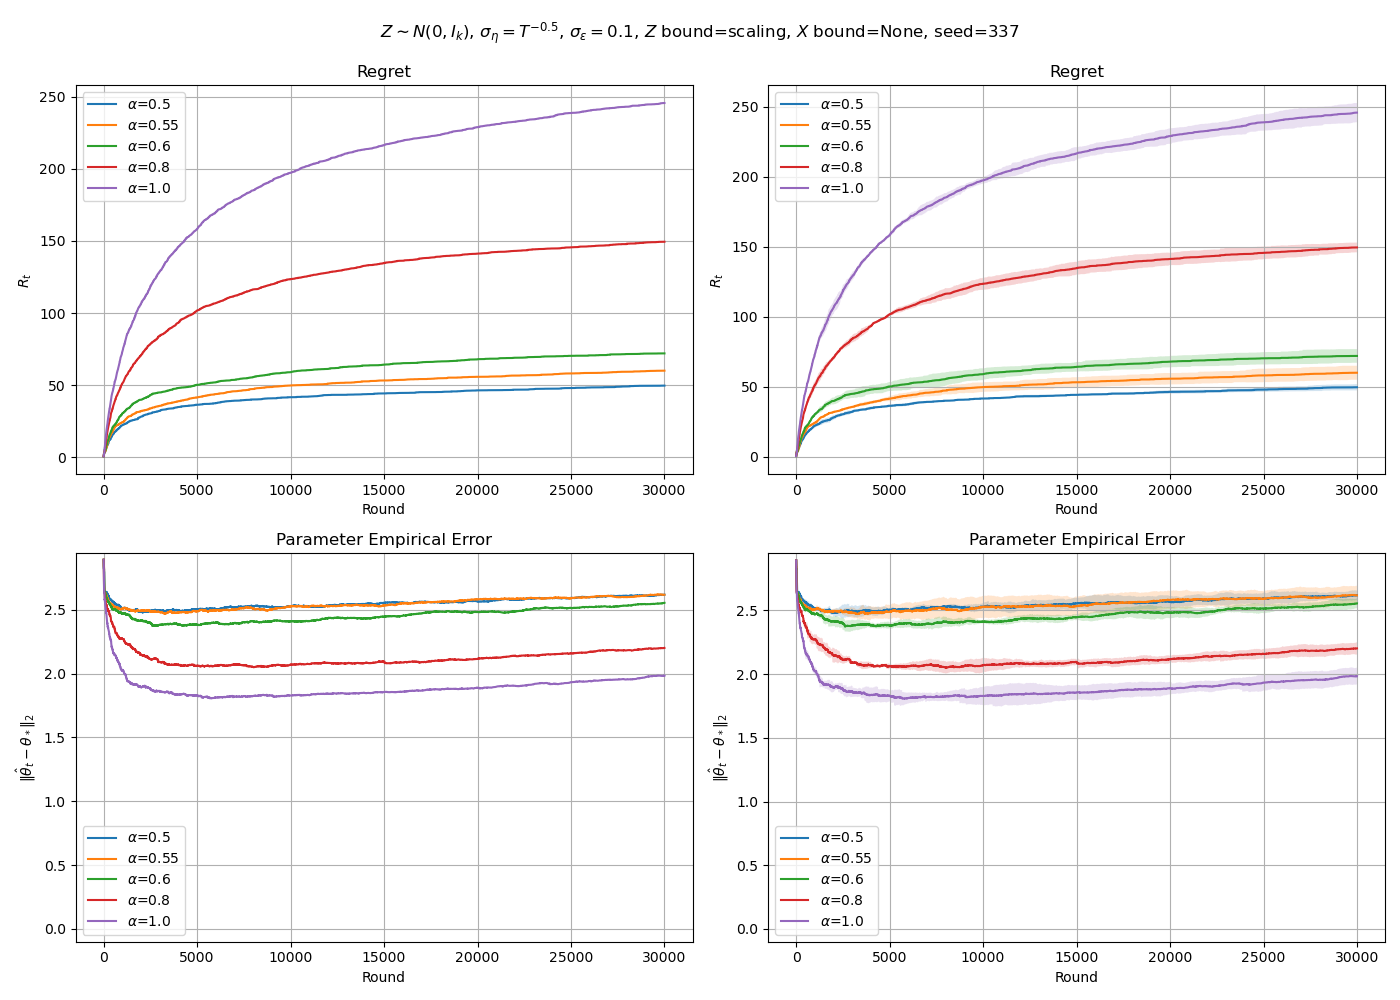 Z ∼ N(0, I_k), σ_η = T^{−0.5}, σ_ε = 0.1, Z bound=scaling, X bound=None, seed=337
Regret
R_t
250
200
150
100
50
0
α=0.5
α=0.55
α=0.6
α=0.8
α=1.0
0 5000 10000 15000 20000 25000 30000
Round
Regret
R_t
250
200
150
100
50
0
α=0.5
α=0.55
α=0.6
α=0.8
α=1.0
0 5000 10000 15000 20000 25000 30000
Round
Parameter Empirical Error
‖θ̂_t − θ_*‖_2
2.5
2.0
1.5
1.0
0.5
0.0
α=0.5
α=0.55
α=0.6
α=0.8
α=1.0
0 5000 10000 15000 20000 25000 30000
Round
Parameter Empirical Error
‖θ̂_t − θ_*‖_2
2.5
2.0
1.5
1.0
0.5
0.0
α=0.5
α=0.55
α=0.6
α=0.8
α=1.0
0 5000 10000 15000 20000 25000 30000
Round